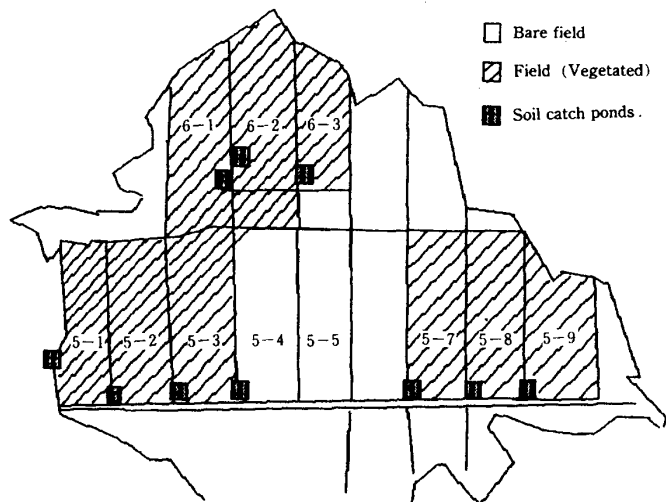 Bare field
Field (Vegetated)
Soil catch ponds.
6-1 6-2 6-3
5-1 5-2 5-3 5-4 5-5 5-7 5-8 5-9